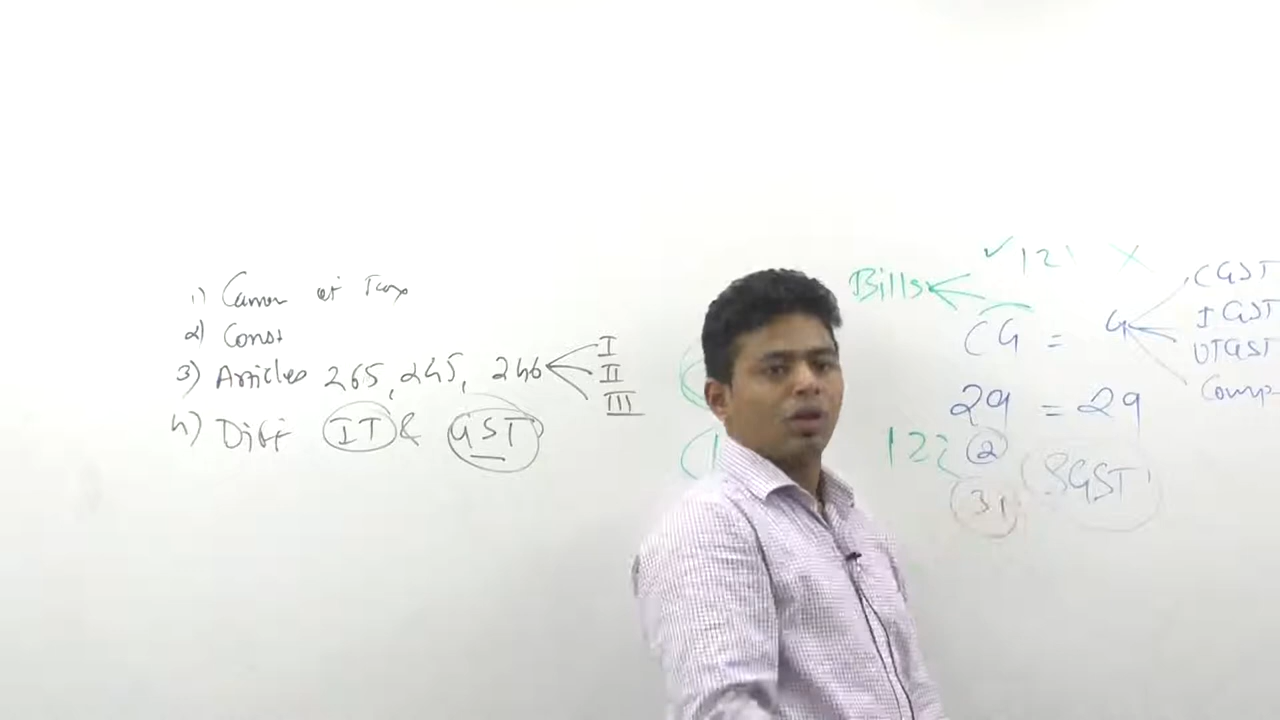 1) Canon of Tax
2) Const
3) Articles 265, 245, 246
I
II
III
4) Diff IT & GST
Bills
121
CG = 4
CGST
IGST
UTGST
Comp
29 = 29
122
2
31
SGST